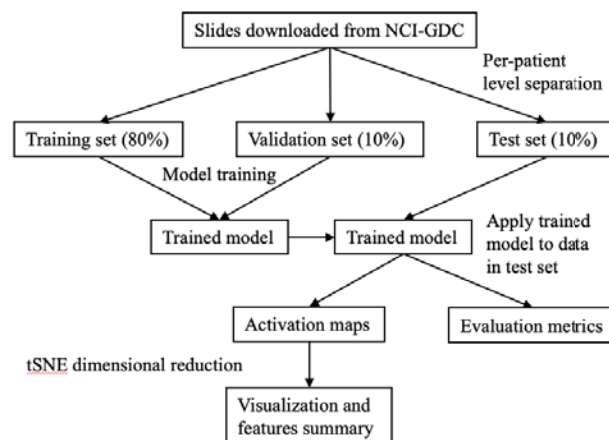 Slides downloaded from NCI-GDC
Per-patient
level separation
Training set (80%)
Validation set (10%)
Test set (10%)
Model training
Trained model
Trained model
Apply trained
model to data
in test set
Activation maps
Evaluation metrics
tSNE dimensional reduction
Visualization and
features summary